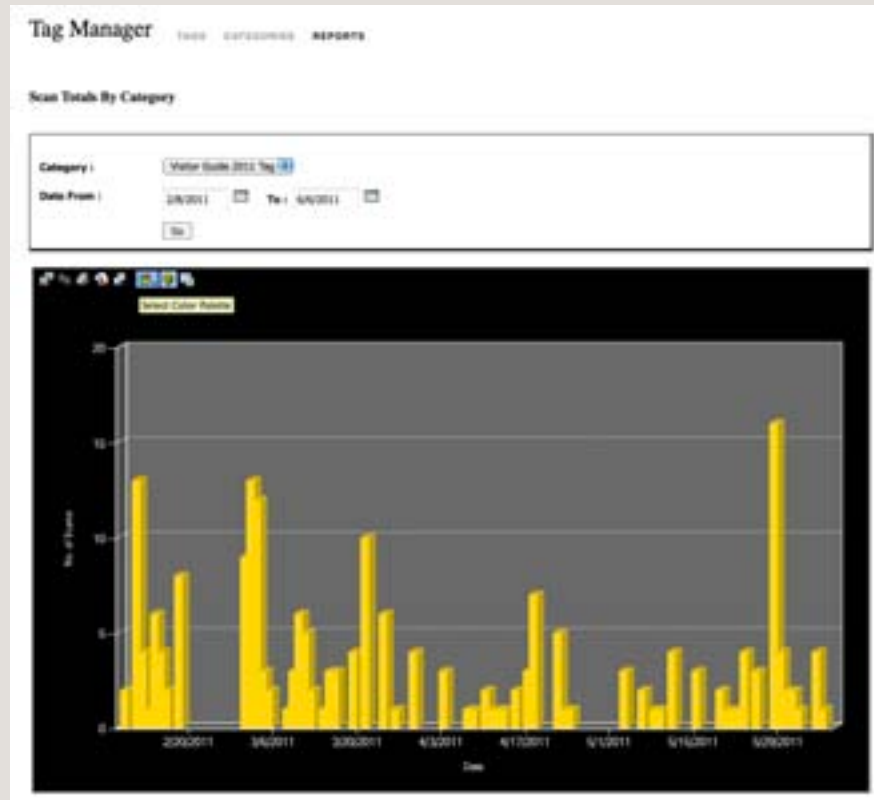 Tag Manager TAGS CATEGORIES REPORTS
Scan Totals By Category
Category :
Visitor Guide 2011 Tag
Date From :
2/8/2011 To : 6/6/2011
Go
Select Color Palette
20
15
10
5
0
No. of Scans
2/20/2011 3/6/2011 3/20/2011 4/3/2011 4/17/2011 5/1/2011 5/15/2011 5/29/2011
Date